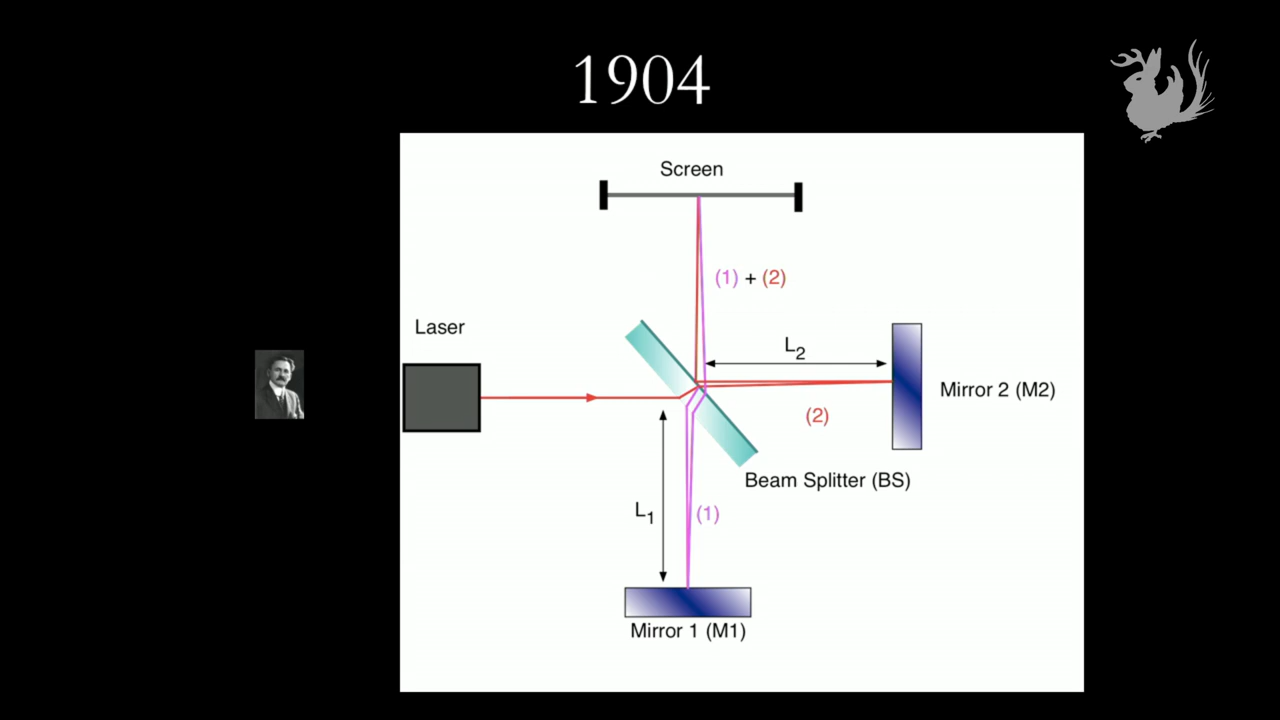 1904
Screen
(1) + (2)
Laser
L2
Mirror 2 (M2)
(2)
Beam Splitter (BS)
L1
(1)
Mirror 1 (M1)